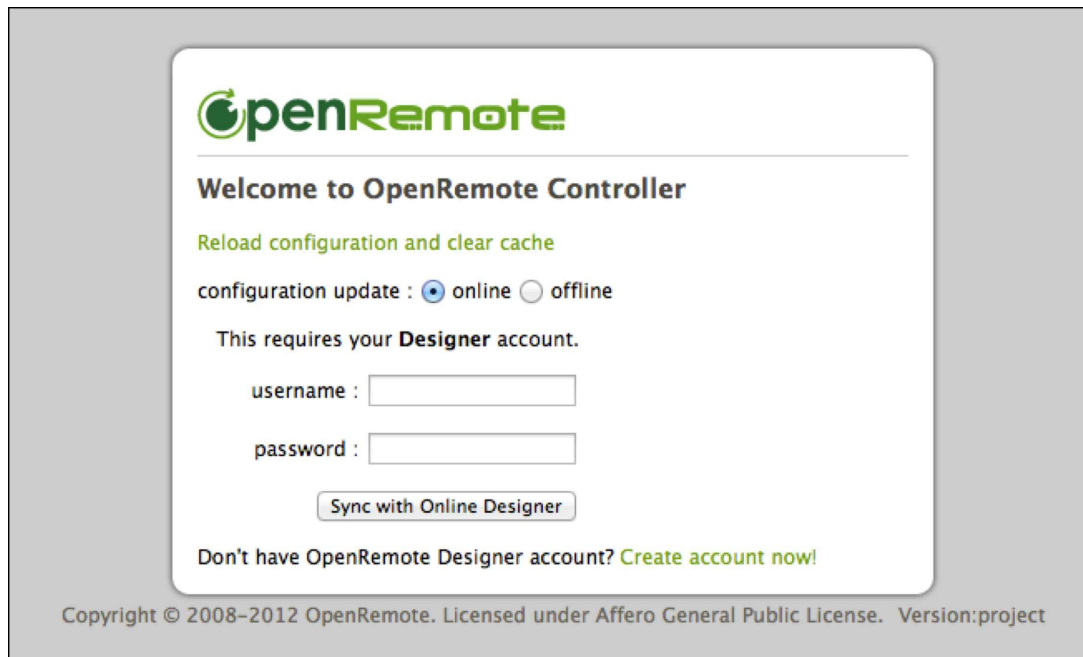 OpenRemote
Welcome to OpenRemote Controller
Reload configuration and clear cache
configuration update : online offline
This requires your Designer account.
username :
password :
Sync with Online Designer
Don't have OpenRemote Designer account? Create account now!
Copyright © 2008–2012 OpenRemote. Licensed under Affero General Public License. Version:project